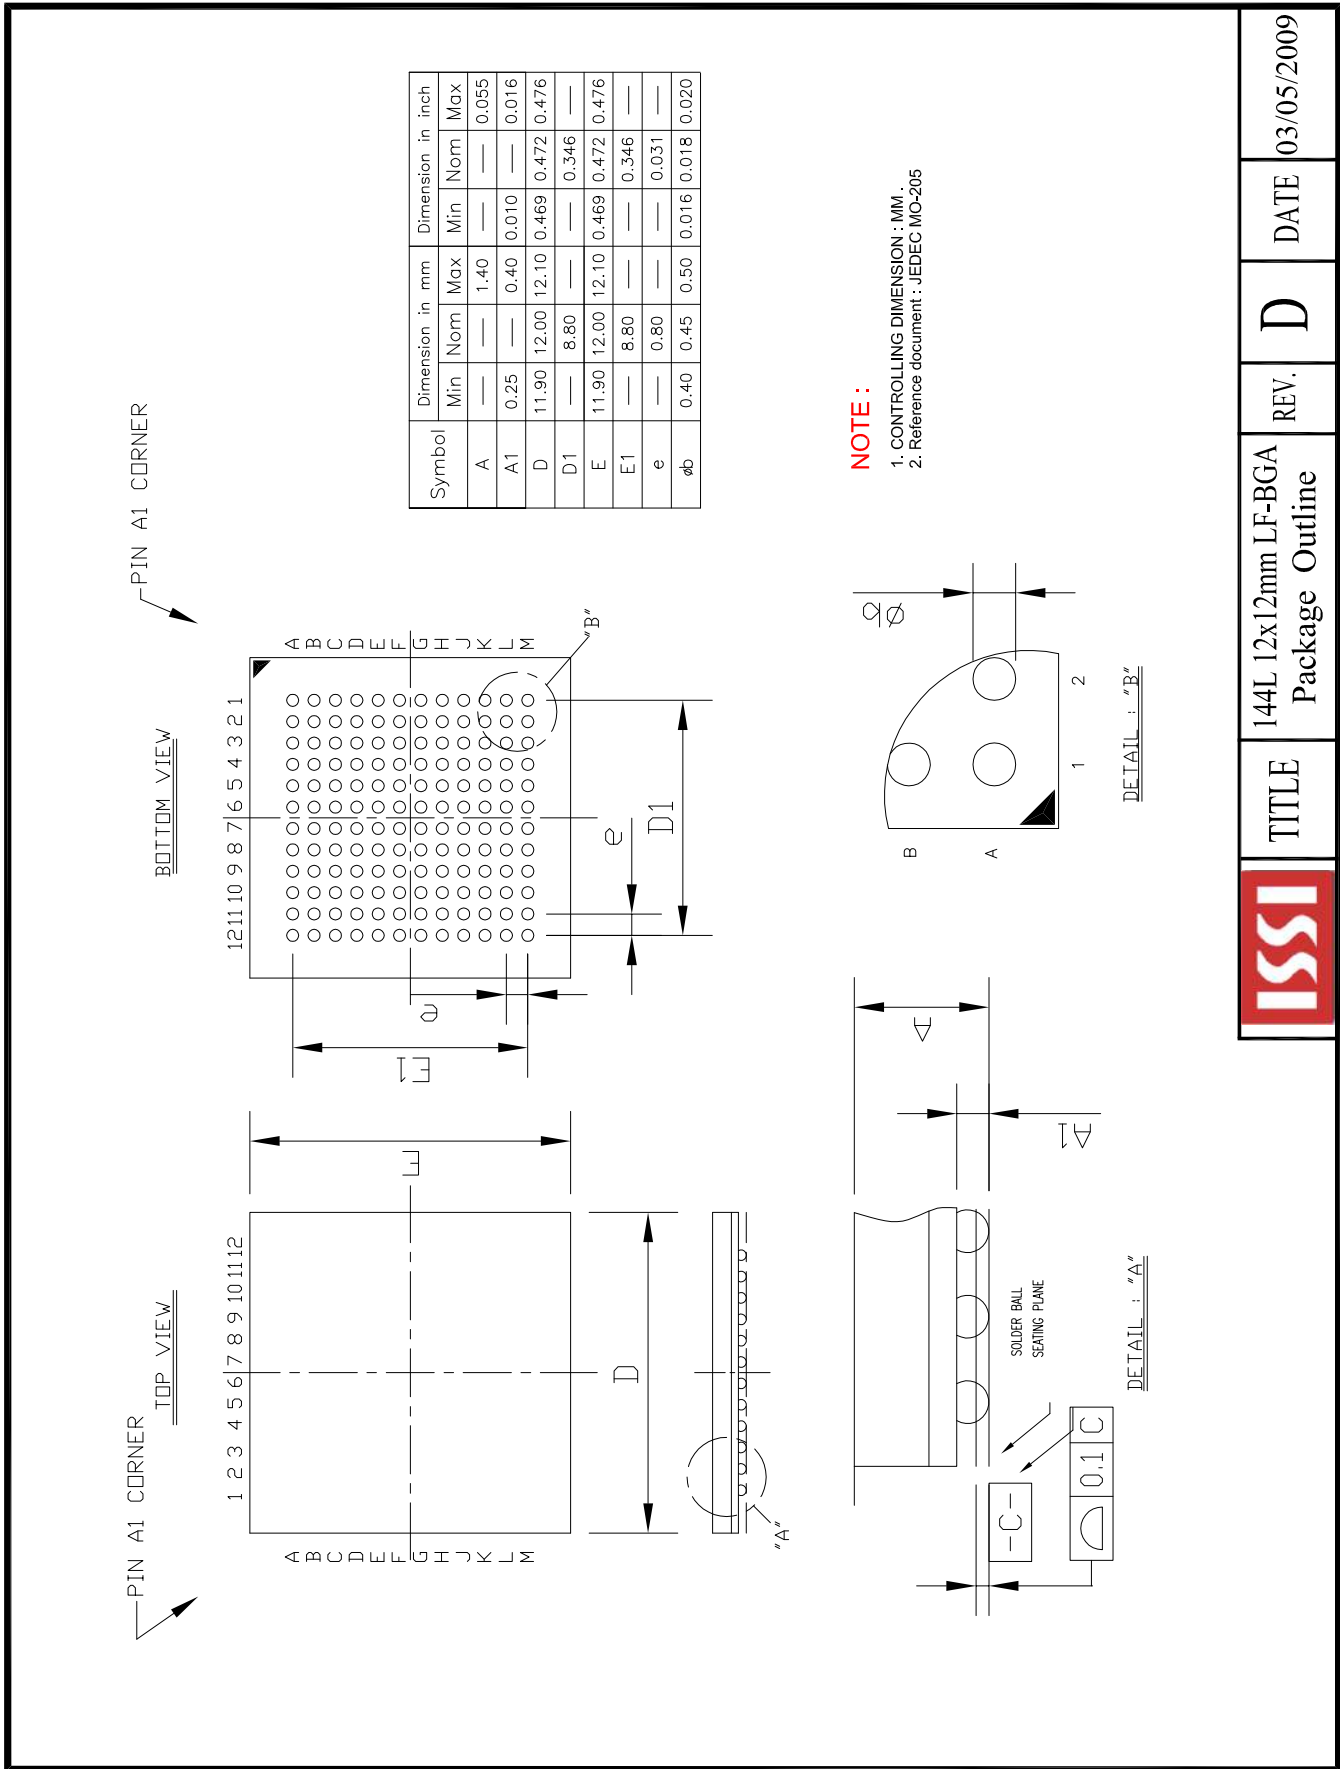 PIN A1 CORNER
TOP VIEW
1 2 3 4 5 6 7 8 9 10 11 12
A
B
C
D
E
F
G
H
J
K
L
M
E
D
"A"
BOTTOM VIEW
PIN A1 CORNER
12 11 10 9 8 7 6 5 4 3 2 1
A
B
C
D
E
F
G
H
J
K
L
M
"B"
E1
e
e
D1
Symbol Dimension in mm Dimension in inch
Min Nom Max Min Nom Max
A — — 1.40 — — 0.055
A1 0.25 — 0.40 0.010 — 0.016
D 11.90 12.00 12.10 0.469 0.472 0.476
D1 — 8.80 — — 0.346 —
E 11.90 12.00 12.10 0.469 0.472 0.476
E1 — 8.80 — — 0.346 —
e — 0.80 — — 0.031 —
øb 0.40 0.45 0.50 0.016 0.018 0.020
A
A1
SOLDER BALL
SEATING PLANE
-C-
0.1 C
DETAIL : "A"
B
A
1 2
Øb
DETAIL : "B"
NOTE :
1. CONTROLLING DIMENSION : MM .
2. Reference document : JEDEC MO-205
ISSI
TITLE
144L 12x12mm LF-BGA
Package Outline
REV.
D
DATE
03/05/2009